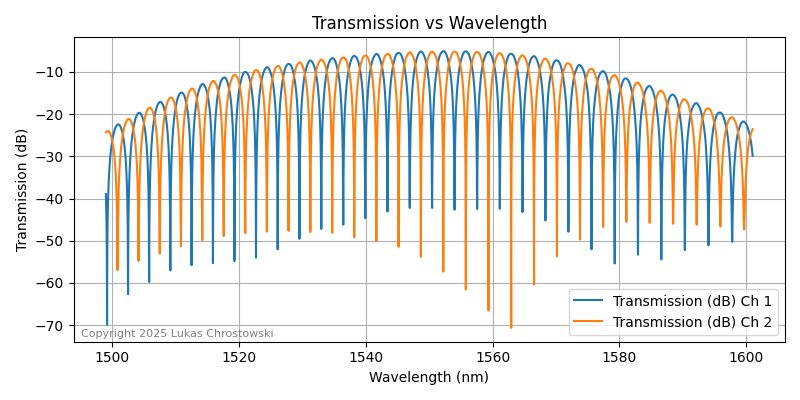 Transmission vs Wavelength
Transmission (dB)
−10
−20
−30
−40
−50
−60
−70
Transmission (dB) Ch 1
Transmission (dB) Ch 2
Copyright 2025 Lukas Chrostowski
1500
1520
1540
1560
1580
1600
Wavelength (nm)